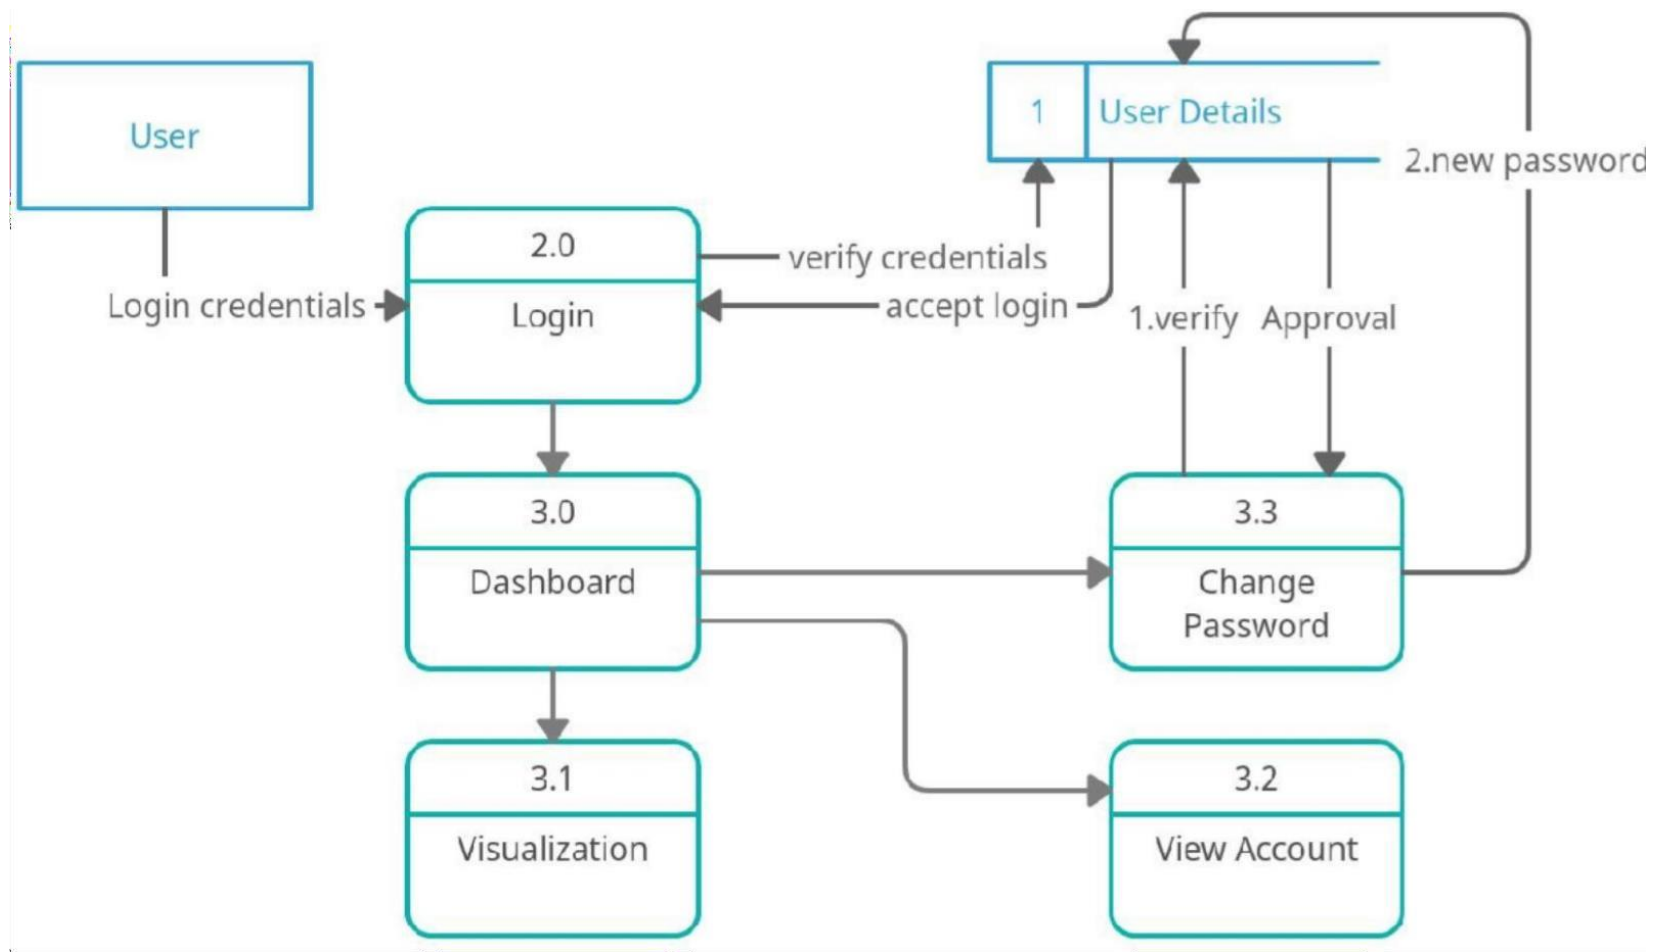 User
1
User Details
2.new password
2.0
verify credentials
Login credentials
Login
accept login
1.verify
Approval
3.0
Dashboard
3.3
Change
Password
3.1
Visualization
3.2
View Account